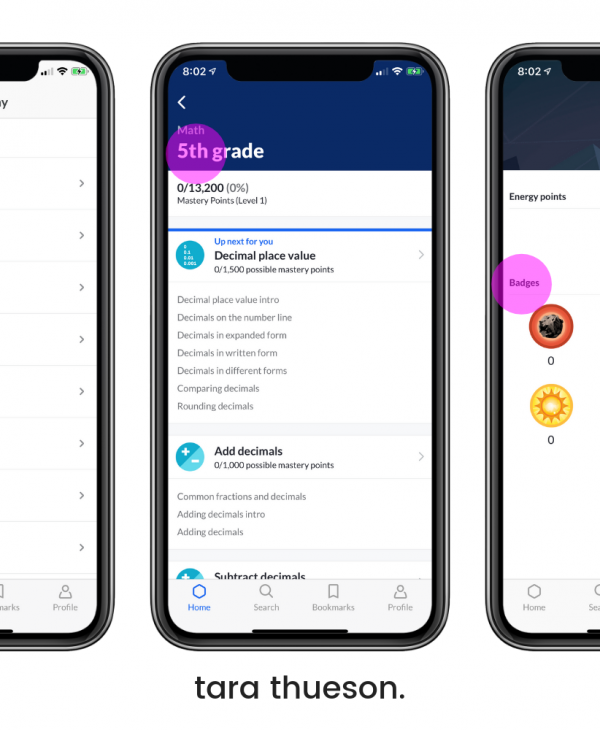 y
marks
Profile
8:02
Math
5th grade
0/13,200 (0%)
Mastery Points (Level 1)
Up next for you
0
0.1
0.01
0.001
Decimal place value
0/1,500 possible mastery points
Decimal place value intro
Decimals on the number line
Decimals in expanded form
Decimals in written form
Decimals in different forms
Comparing decimals
Rounding decimals
Add decimals
0/1,000 possible mastery points
Common fractions and decimals
Adding decimals intro
Adding decimals
Subtract decimals
Home
Search
Bookmarks
Profile
8:02
Energy points
Badges
0
0
Home
Sea
tara thueson.